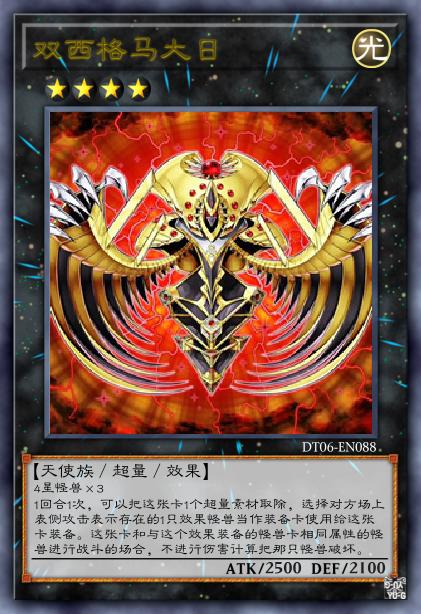 双西格马大日
光
DT06-EN088
【天使族／超量／效果】
4星怪兽×3
1回合1次，可以把这张卡1个超量素材取除，选择对方场上
表侧攻击表示存在的1只效果怪兽当作装备卡使用给这张
卡装备。这张卡和与这个效果装备的怪兽卡相同属性的怪
兽进行战斗的场合，不进行伤害计算把那只怪兽破坏。
ATK/2500 DEF/2100